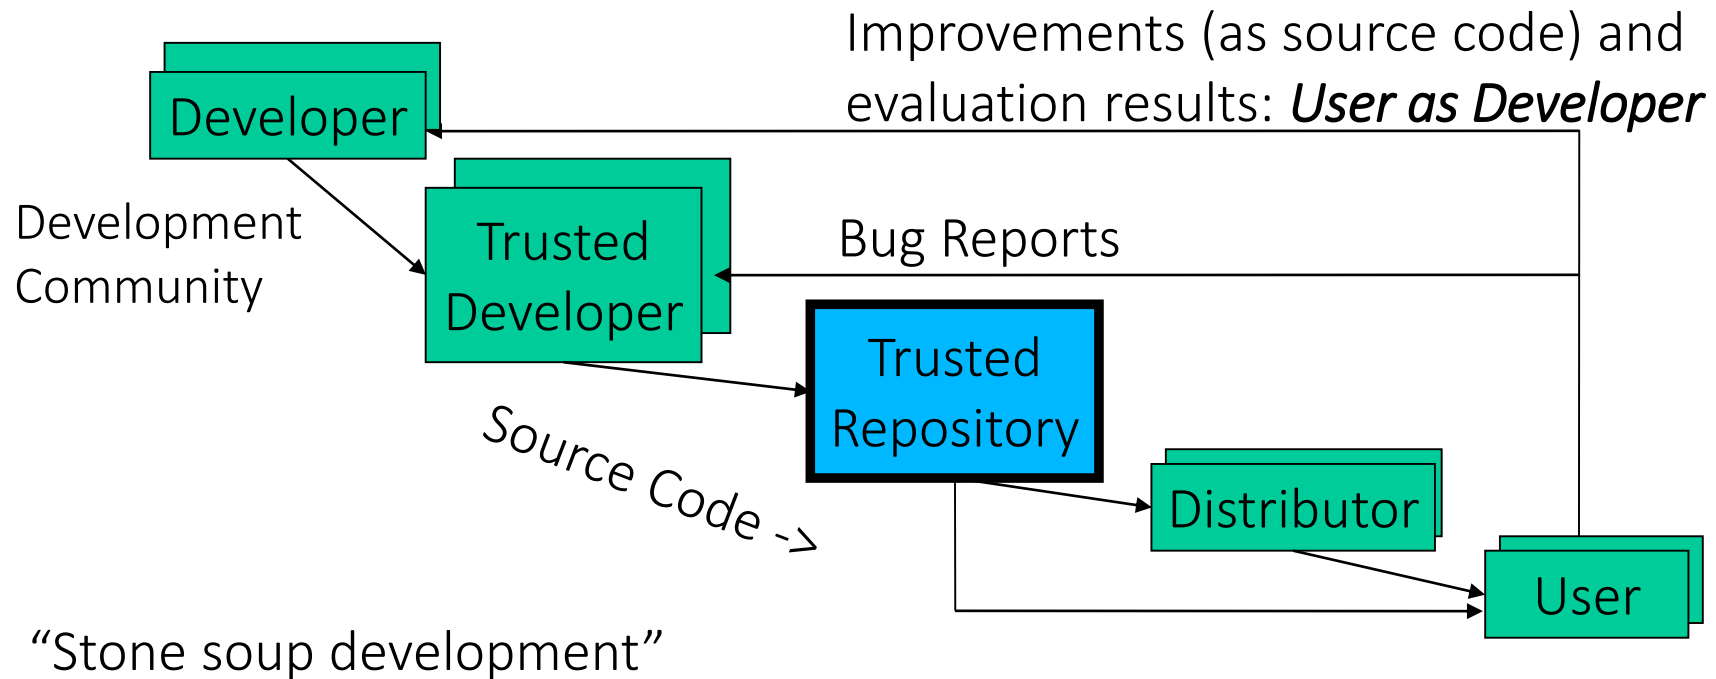 Improvements (as source code) and
evaluation results: User as Developer
Developer
Development
Community
Trusted
Developer
Bug Reports
Trusted
Repository
Source Code ->
Distributor
User
“Stone soup development”